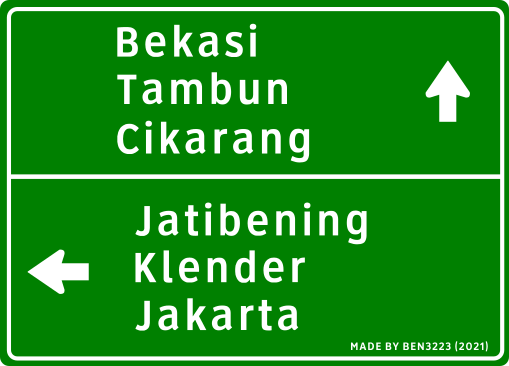 Bekasi
Tambun
Cikarang
Jatibening
Klender
Jakarta
MADE BY BEN3223 (2021)